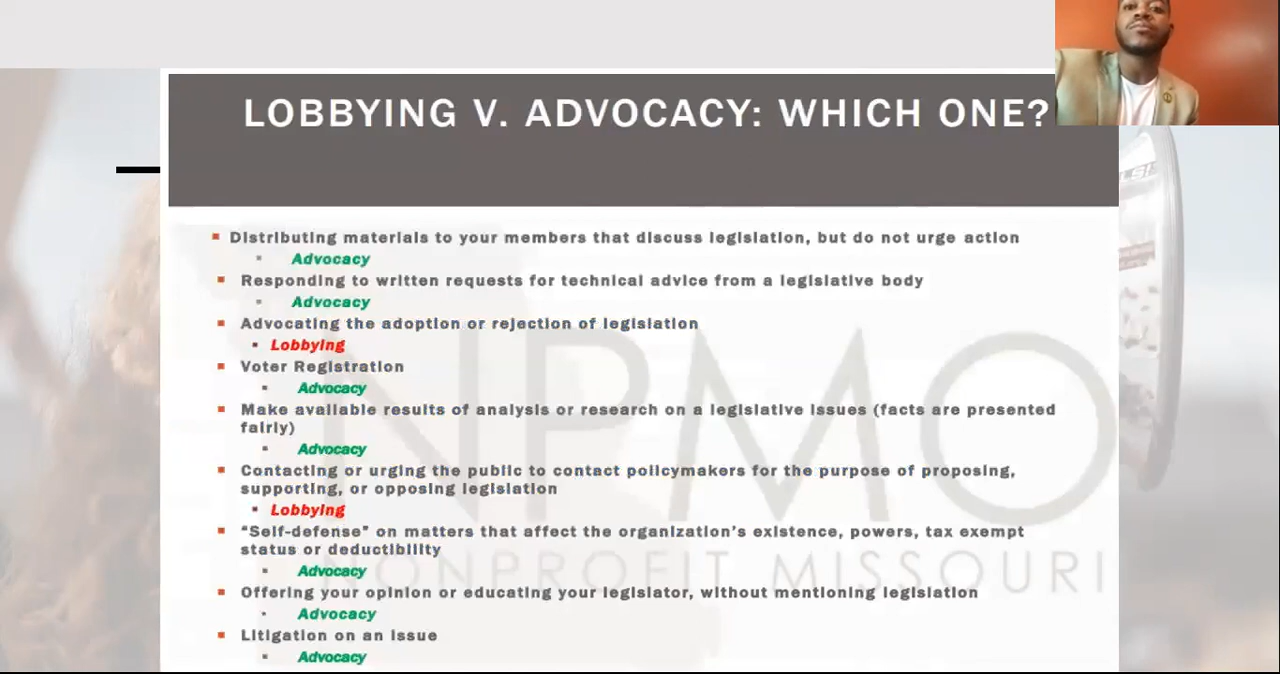 LOBBYING V. ADVOCACY: WHICH ONE?
Distributing materials to your members that discuss legislation, but do not urge action
Advocacy
Responding to written requests for technical advice from a legislative body
Advocacy
Advocating the adoption or rejection of legislation
Lobbying
Voter Registration
Advocacy
Make available results of analysis or research on a legislative issues (facts are presented
fairly)
Advocacy
Contacting or urging the public to contact policymakers for the purpose of proposing,
supporting, or opposing legislation
Lobbying
“Self-defense” on matters that affect the organization’s existence, powers, tax exempt
status or deductibility
Advocacy
Offering your opinion or educating your legislator, without mentioning legislation
Advocacy
Litigation on an issue
Advocacy
NPMO
NONPROFIT MISSOURI